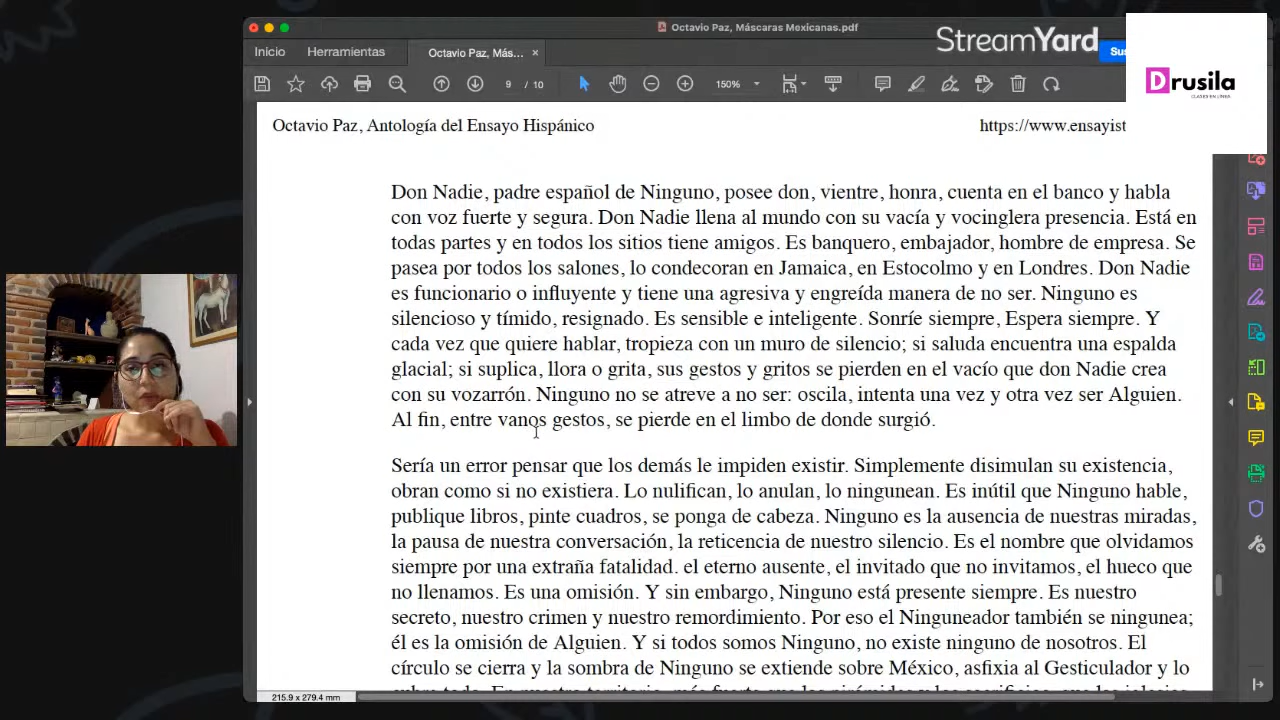 Octavio Paz, Máscaras Mexicanas.pdf
StreamYard
Inicio
Herramientas
Octavio Paz, Más...
×
Drusila
CLASES EN LÍNEA
9 / 10
150%
Octavio Paz, Antología del Ensayo Hispánico
https://www.ensayist
Don Nadie, padre español de Ninguno, posee don, vientre, honra, cuenta en el banco y habla
con voz fuerte y segura. Don Nadie llena al mundo con su vacía y vocinglera presencia. Está en
todas partes y en todos los sitios tiene amigos. Es banquero, embajador, hombre de empresa. Se
pasea por todos los salones, lo condecoran en Jamaica, en Estocolmo y en Londres. Don Nadie
es funcionario o influyente y tiene una agresiva y engreída manera de no ser. Ninguno es
silencioso y tímido, resignado. Es sensible e inteligente. Sonríe siempre, Espera siempre. Y
cada vez que quiere hablar, tropieza con un muro de silencio; si saluda encuentra una espalda
glacial; si suplica, llora o grita, sus gestos y gritos se pierden en el vacío que don Nadie crea
con su vozarrón. Ninguno no se atreve a no ser: oscila, intenta una vez y otra vez ser Alguien.
Al fin, entre vanos gestos, se pierde en el limbo de donde surgió.
Sería un error pensar que los demás le impiden existir. Simplemente disimulan su existencia,
obran como si no existiera. Lo nulifican, lo anulan, lo ningunean. Es inútil que Ninguno hable,
publique libros, pinte cuadros, se ponga de cabeza. Ninguno es la ausencia de nuestras miradas,
la pausa de nuestra conversación, la reticencia de nuestro silencio. Es el nombre que olvidamos
siempre por una extraña fatalidad. el eterno ausente, el invitado que no invitamos, el hueco que
no llenamos. Es una omisión. Y sin embargo, Ninguno está presente siempre. Es nuestro
secreto, nuestro crimen y nuestro remordimiento. Por eso el Ninguneador también se ningunea;
él es la omisión de Alguien. Y si todos somos Ninguno, no existe ninguno de nosotros. El
círculo se cierra y la sombra de Ninguno se extiende sobre México, asfixia al Gesticulador y lo
215.9 x 279.4 mm